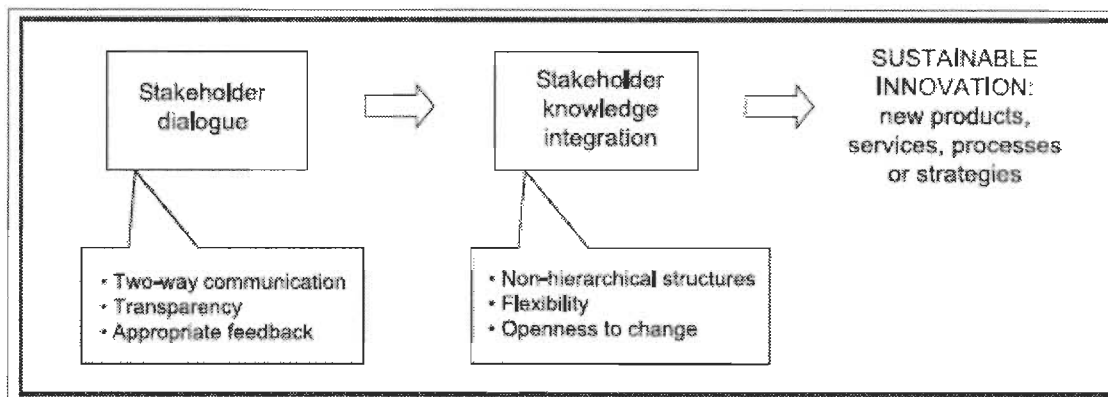 Stakeholder
dialogue
Stakeholder
knowledge
integration
SUSTAINABLE
INNOVATION:
new products,
services, processes
or strategies
• Two-way communication
• Transparency
• Appropriate feedback
• Non-hierarchical structures
• Flexibility
• Openness to change